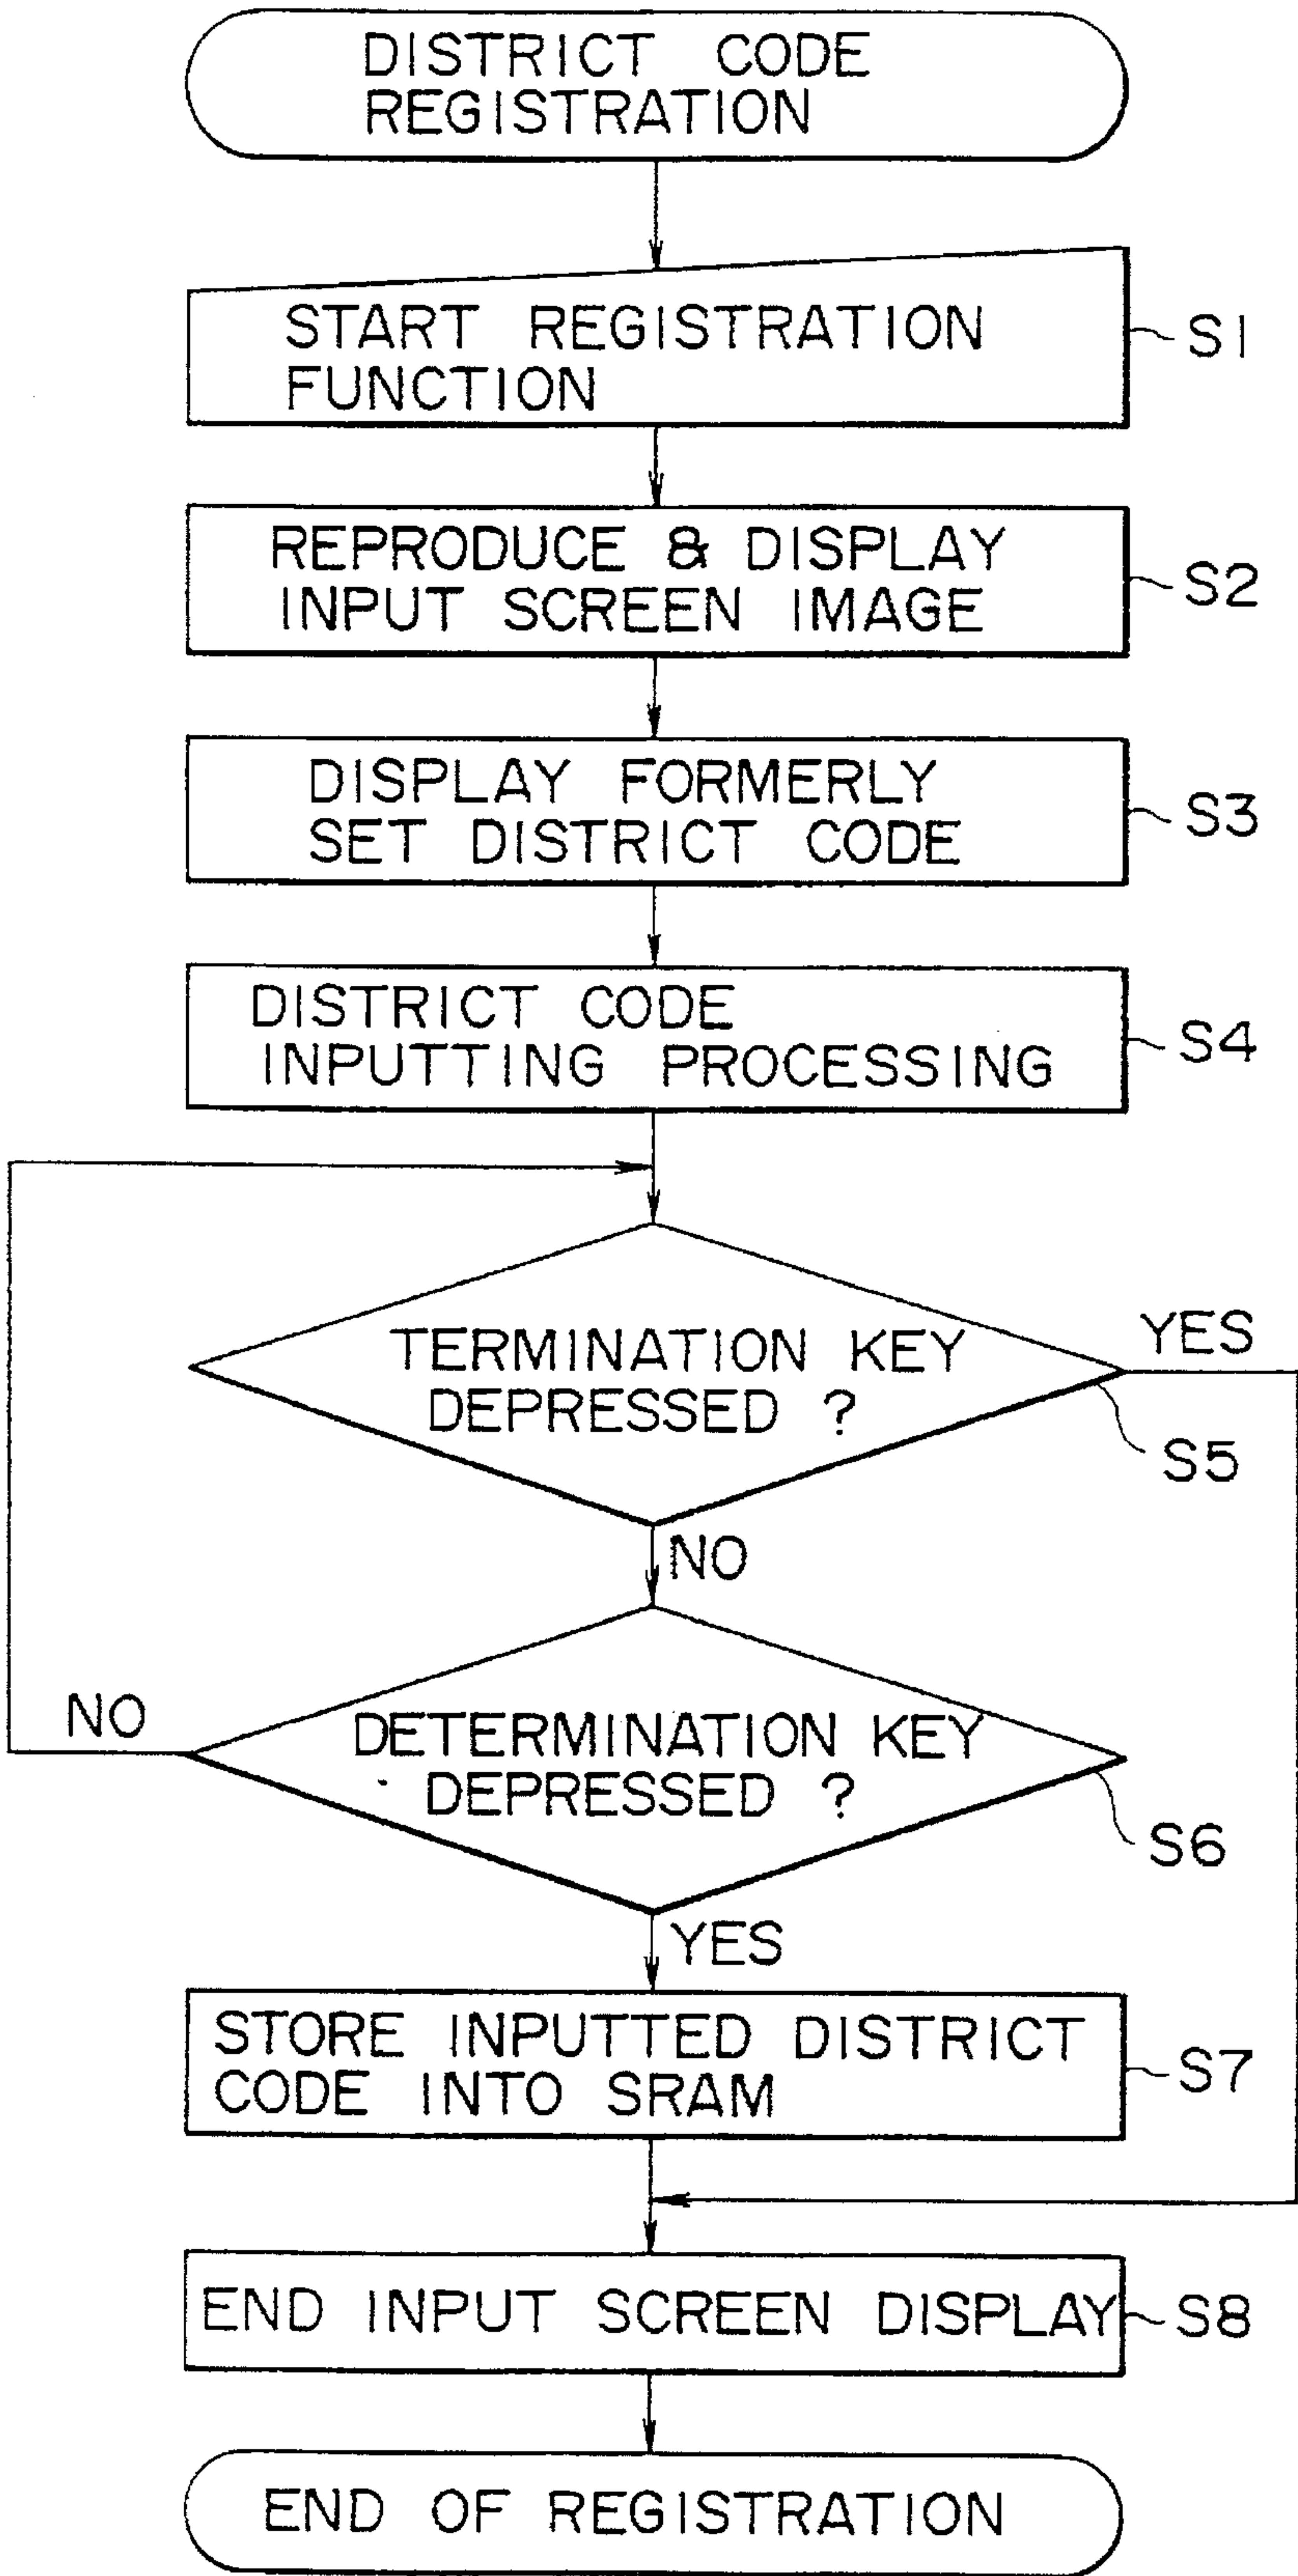 DISTRICT CODE
REGISTRATION
START REGISTRATION
FUNCTION
S1
REPRODUCE & DISPLAY
INPUT SCREEN IMAGE
S2
DISPLAY FORMERLY
SET DISTRICT CODE
S3
DISTRICT CODE
INPUTTING PROCESSING
S4
TERMINATION KEY
DEPRESSED ?
YES
S5
NO
DETERMINATION KEY
DEPRESSED ?
NO
S6
YES
STORE INPUTTED DISTRICT
CODE INTO SRAM
S7
END INPUT SCREEN DISPLAY
S8
END OF REGISTRATION